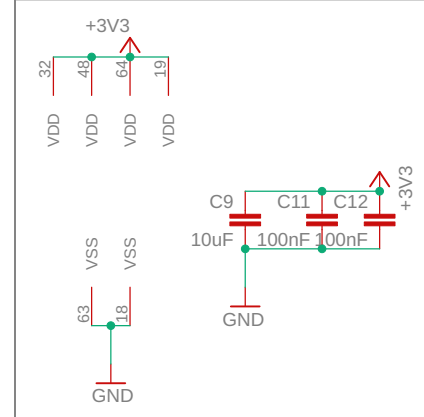 +3V3
32 48 64 19
VDD VDD VDD VDD
+3V3
C9 C11 C12
10uF 100nF 100nF
VSS VSS
63 18
GND
GND